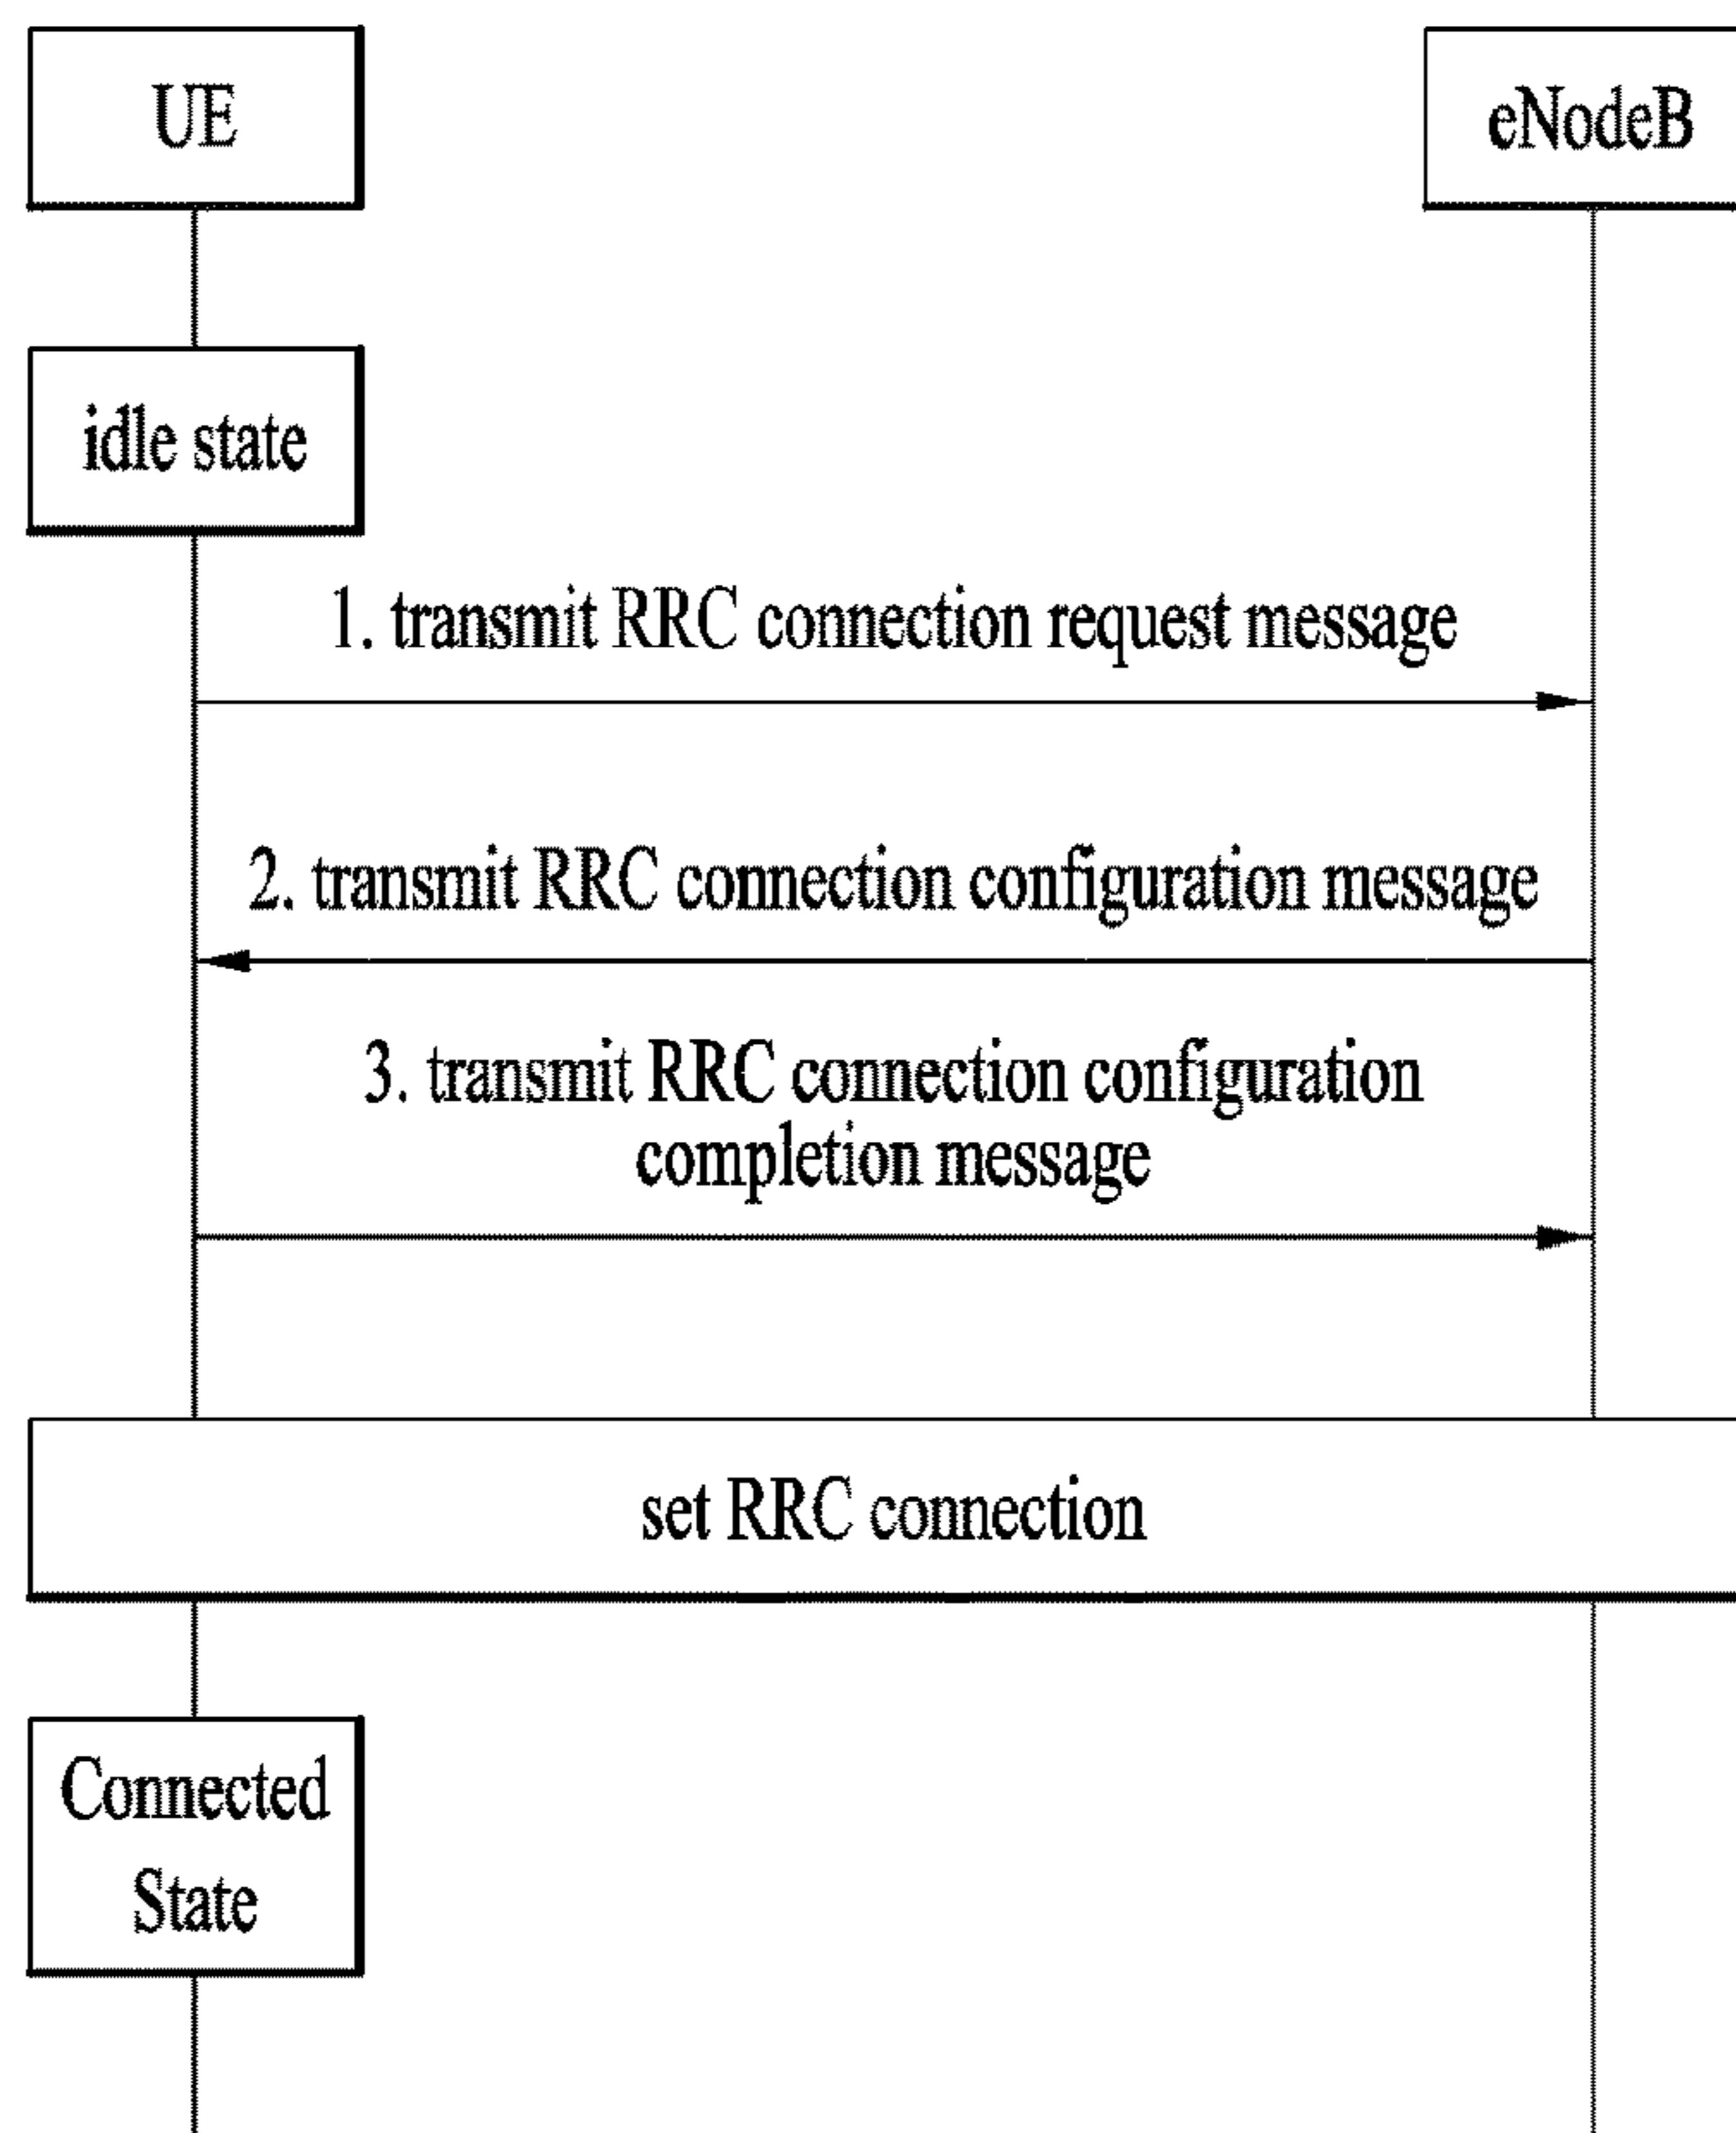 UE
eNodeB
idle state
1. transmit RRC connection request message
2. transmit RRC connection configuration message
3. transmit RRC connection configuration
completion message
set RRC connection
Connected
State